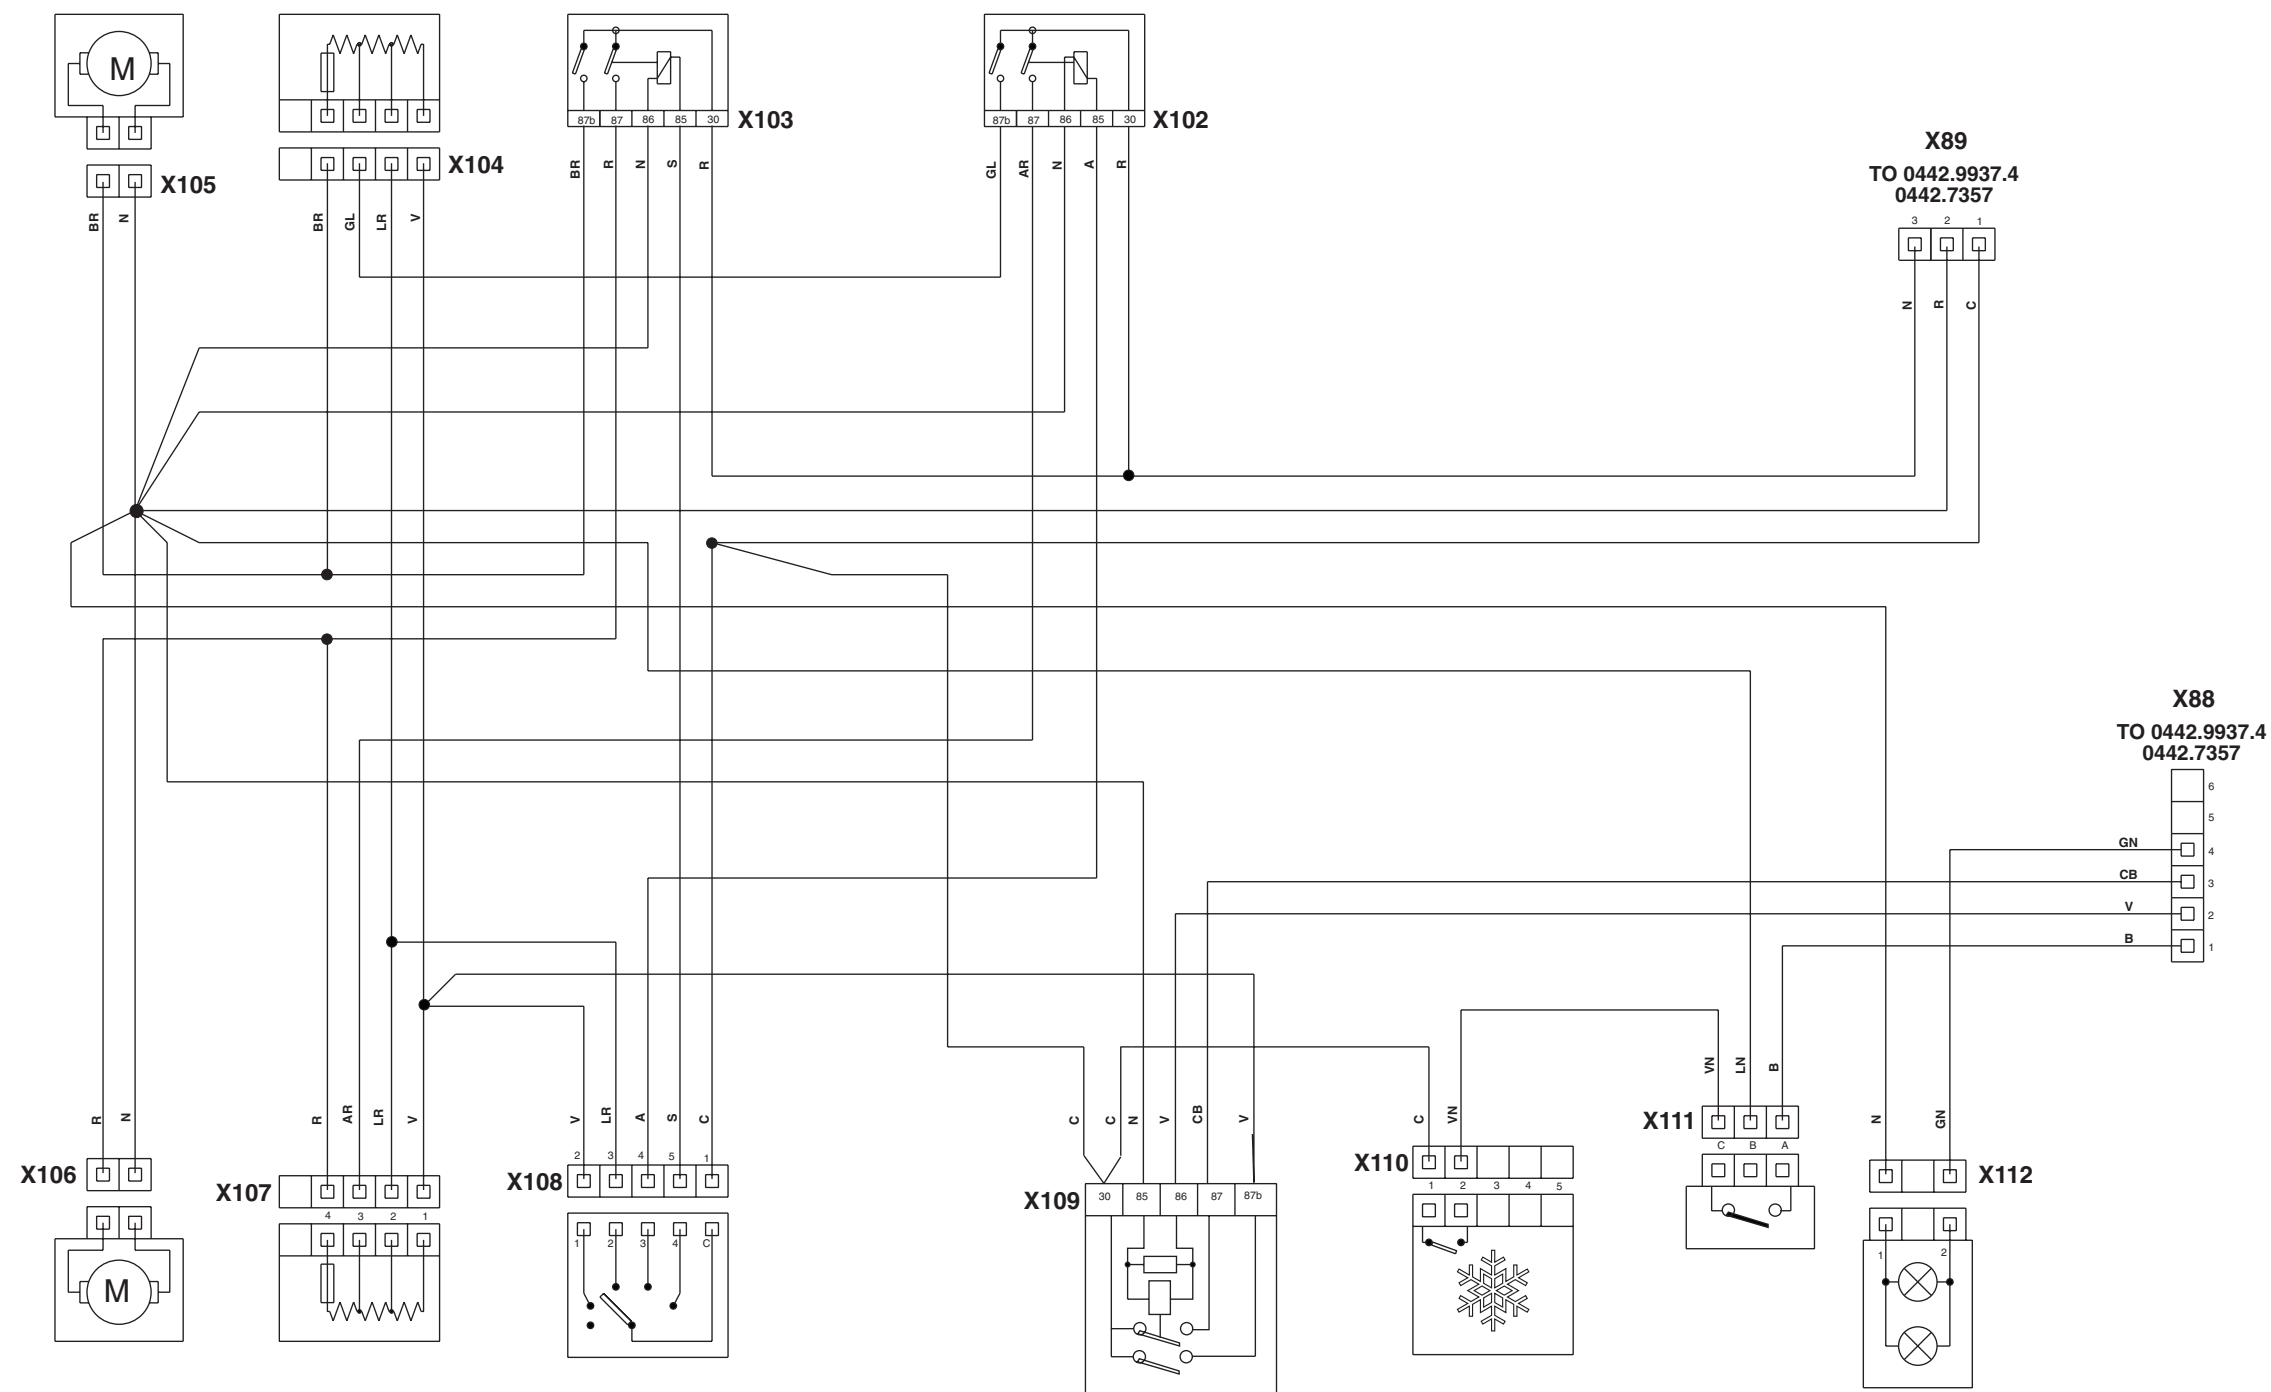 M
X105
BR N
X104
BR GL LR V
87b 87 86 85 30
X103
BR R N S R
87b 87 86 85 30
X102
GL AR N A R
X89
TO 0442.9937.4
0442.7357
3 2 1
N R C
X88
TO 0442.9937.4
0442.7357
6
5
GN 4
CB 3
V 2
B 1
R N
X106
M
R AR LR V
X107
4 3 2 1
V LR A S C
2 3 4 5 1
X108
1 2 3 4 C
C C N V CB V
X109
30 85 86 87 87b
C VN
X110
1 2 3 4 5
VN LN B
X111
C B A
N GN
X112
1 2